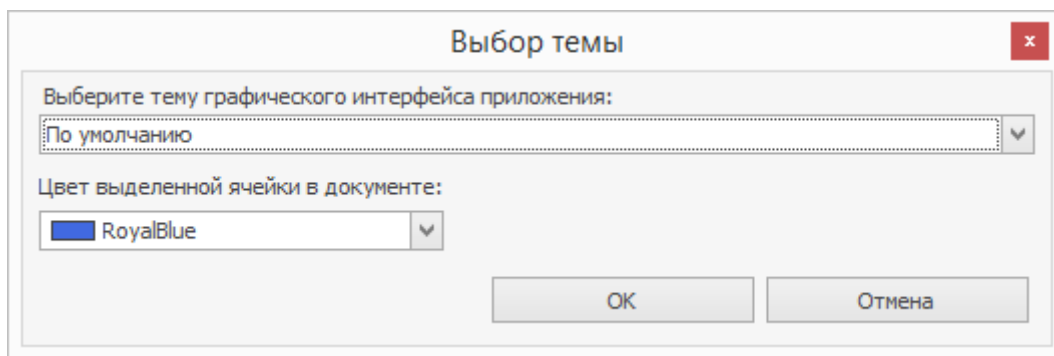 Выбор темы
x
Выберите тему графического интерфейса приложения:
По умолчанию
Цвет выделенной ячейки в документе:
RoyalBlue
OK Отмена